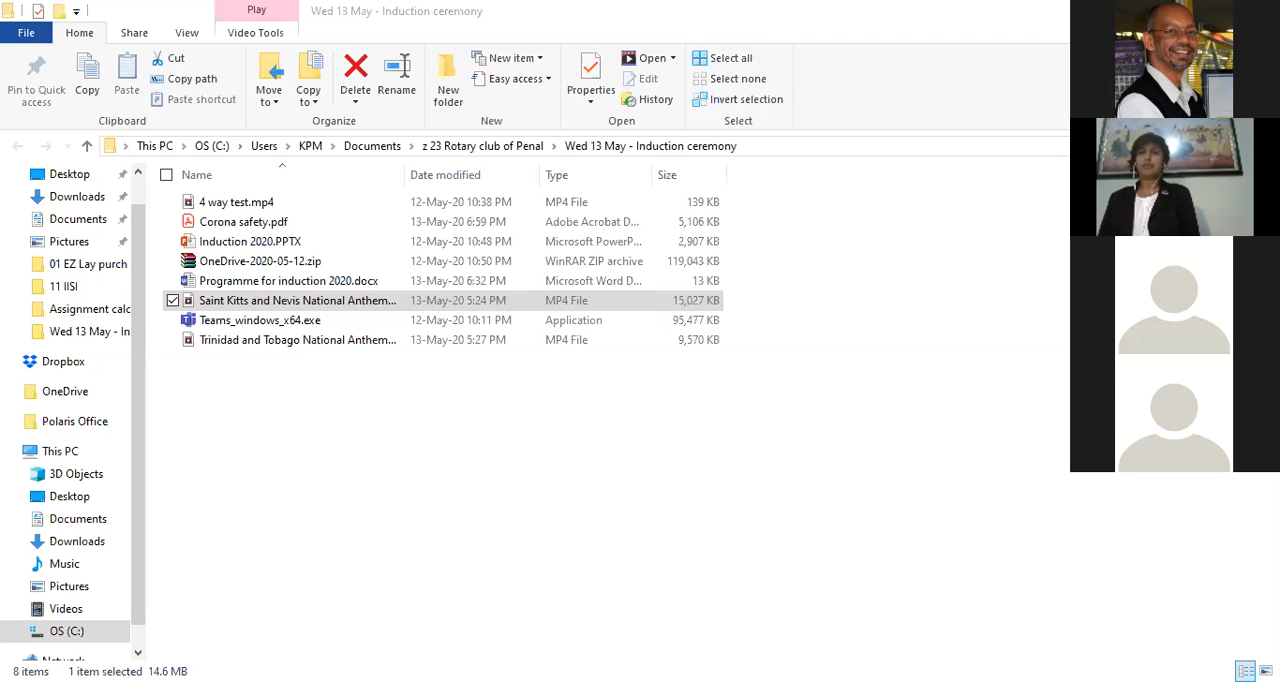 Play
Wed 13 May - Induction ceremony
File
Home
Share
View
Video Tools
Pin to Quick access
Copy
Paste
Cut
Copy path
Paste shortcut
Clipboard
Move to
Copy to
Delete
Rename
Organize
New folder
New item
Easy access
New
Properties
Open
Edit
History
Open
Select all
Select none
Invert selection
Select
This PC > OS (C:) > Users > KPM > Documents > z 23 Rotary club of Penal > Wed 13 May - Induction ceremony
Desktop
Downloads
Documents
Pictures
01 EZ Lay purch
11 IISI
Assignment calc
Wed 13 May - In
Dropbox
OneDrive
Polaris Office
This PC
3D Objects
Desktop
Documents
Downloads
Music
Pictures
Videos
OS (C:)
Network
Name Date modified Type Size
4 way test.mp4 12-May-20 10:38 PM MP4 File 139 KB
Corona safety.pdf 13-May-20 6:59 PM Adobe Acrobat D... 5,106 KB
Induction 2020.PPTX 12-May-20 10:48 PM Microsoft PowerP... 2,907 KB
OneDrive-2020-05-12.zip 12-May-20 10:50 PM WinRAR ZIP archive 119,043 KB
Programme for induction 2020.docx 13-May-20 6:32 PM Microsoft Word D... 13 KB
Saint Kitts and Nevis National Anthem... 13-May-20 5:24 PM MP4 File 15,027 KB
Teams_windows_x64.exe 12-May-20 10:11 PM Application 95,477 KB
Trinidad and Tobago National Anthem... 13-May-20 5:27 PM MP4 File 9,570 KB
8 items 1 item selected 14.6 MB